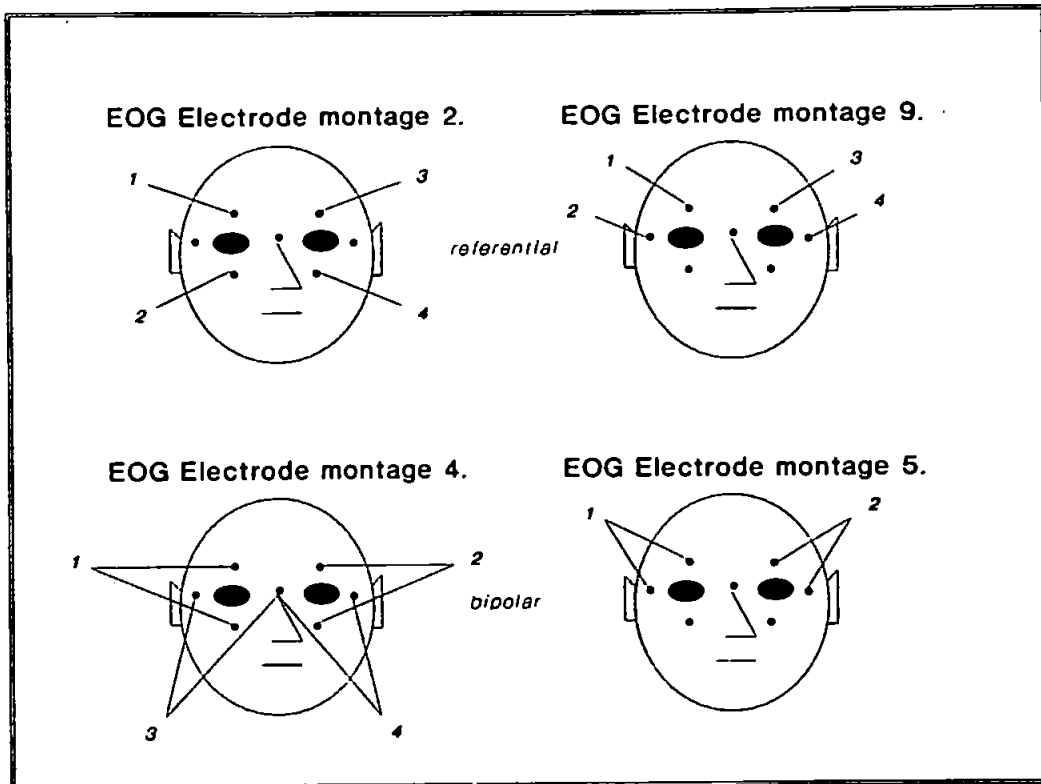 EOG Electrode montage 2.
EOG Electrode montage 9.
1
3
2
4
1
3
2
4
referential
EOG Electrode montage 4.
EOG Electrode montage 5.
1
2
3
4
1
2
bipolar